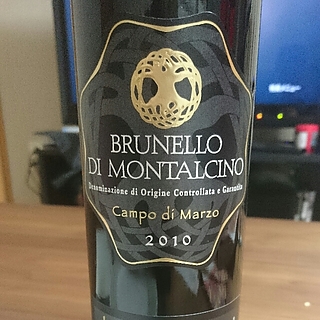 BRUNELLO
DI MONTALCINO
Denominazione di Origine Controllata e Garantita
Campo di Marzo
2010